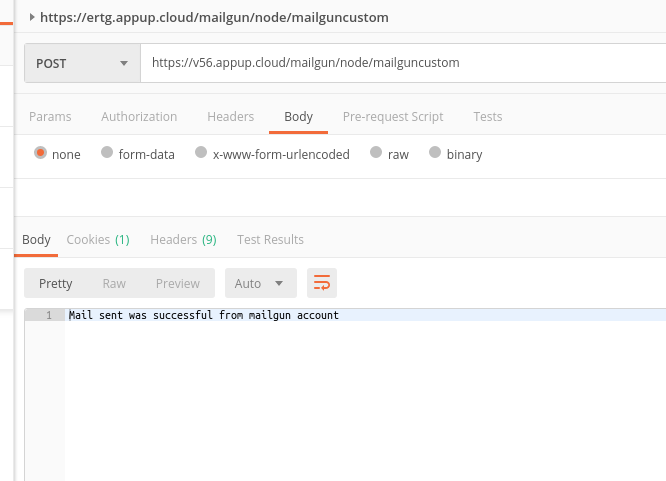 https://ertg.appup.cloud/mailgun/node/mailguncustom
POST https://v56.appup.cloud/mailgun/node/mailguncustom
Params Authorization Headers Body Pre-request Script Tests
none form-data x-www-form-urlencoded raw binary
Body Cookies (1) Headers (9) Test Results
Pretty Raw Preview Auto
1 Mail sent was successful from mailgun account